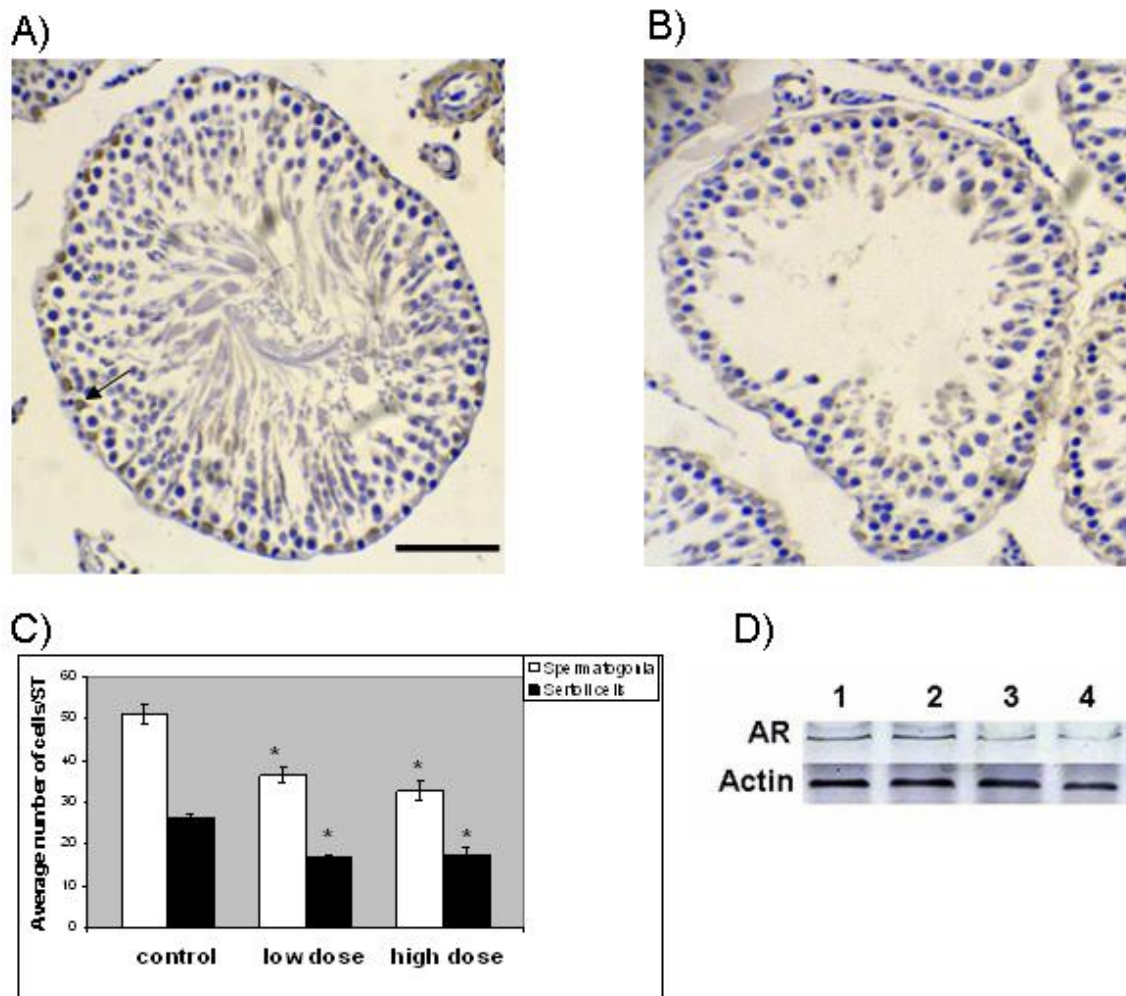 A)
B)
C)
60
50
40
30
20
10
0
Average number of cells/ST
Spermatogonia
Sertoli cells
*
*
*
*
control
low dose
high dose
D)
1 2 3 4
AR
Actin